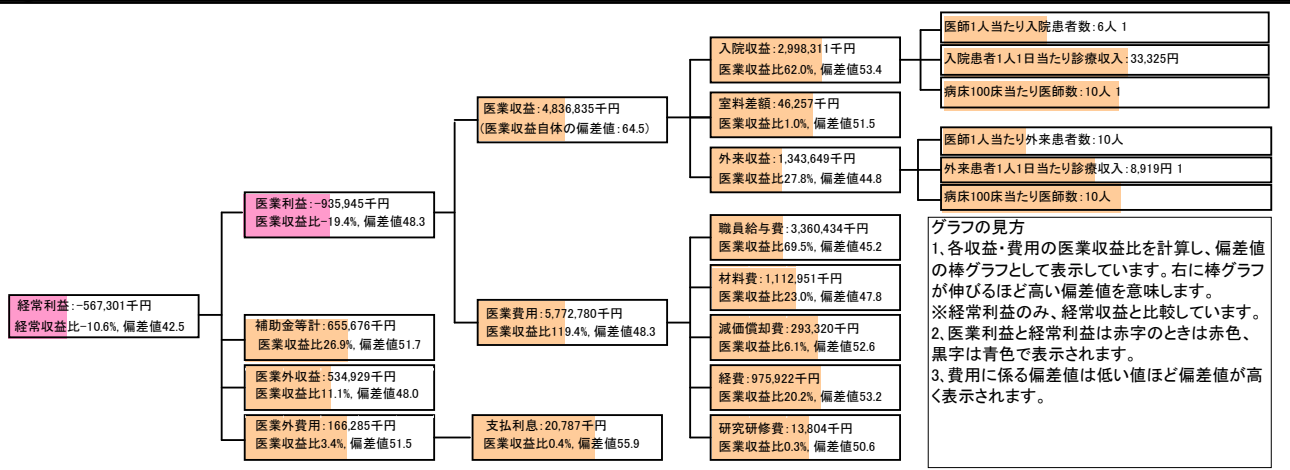 経常利益:-567,301千円
経常収益比-10.6%, 偏差値42.5
医業利益:-935,945千円
医業収益比-19.4%, 偏差値48.3
補助金等計:655,676千円
医業収益比26.9%, 偏差値51.7
医業外収益:534,929千円
医業収益比11.1%, 偏差値48.0
医業外費用:166,285千円
医業収益比3.4%, 偏差値51.5
支払利息:20,787千円
医業収益比0.4%, 偏差値55.9
医業収益:4,836,835千円
(医業収益自体の偏差値:64.5)
医業費用:5,772,780千円
医業収益比119.4%, 偏差値48.3
入院収益:2,998,311千円
医業収益比62.0%, 偏差値53.4
室料差額:46,257千円
医業収益比1.0%, 偏差値51.5
外来収益:1,343,649千円
医業収益比27.8%, 偏差値44.8
職員給与費:3,360,434千円
医業収益比69.5%, 偏差値45.2
材料費:1,112,951千円
医業収益比23.0%, 偏差値47.8
減価償却費:293,320千円
医業収益比6.1%, 偏差値52.6
経費:975,922千円
医業収益比20.2%, 偏差値53.2
研究研修費:13,804千円
医業収益比0.3%, 偏差値50.6
医師1人当たり入院患者数:6人 1
入院患者1人1日当たり診療収入:33,325円
病床100床当たり医師数:10人 1
医師1人当たり外来患者数:10人
外来患者1人1日当たり診療収入:8,919円 1
病床100床当たり医師数:10人
グラフの見方
1、各収益・費用の医業収益比を計算し、偏差値
の棒グラフとして表示しています。右に棒グラフ
が伸びるほど高い偏差値を意味します。
※経常利益のみ、経常収益と比較しています。
2、医業利益と経常利益は赤字のときは赤色、
黒字は青色で表示されます。
3、費用に係る偏差値は低い値ほど偏差値が高
く表示されます。